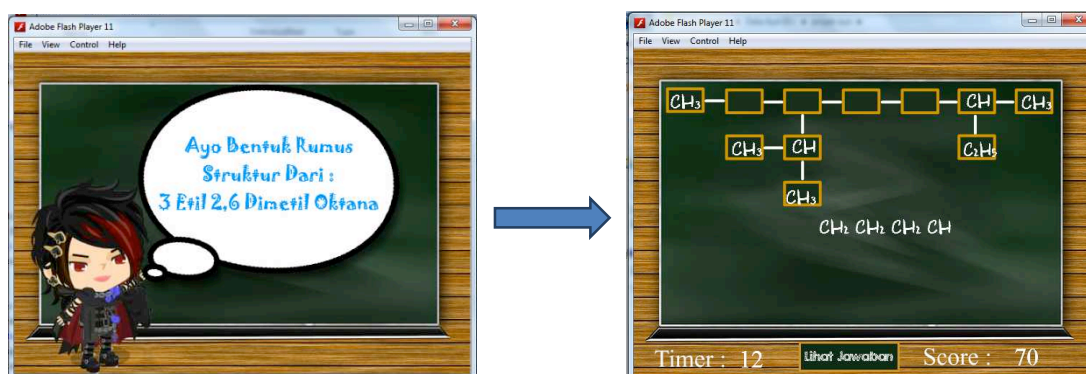 Adobe Flash Player 11
File View Control Help
Ayo Bentuk Rumus
Struktur Dari :
3 Etil 2,6 Dimetil Oktana
Adobe Flash Player 11
File View Control Help
CH₃ CH CH₃
CH₃ CH C₂H₅
CH₃
CH₂ CH₂ CH₂ CH
Timer : 12 Lihat Jawaban Score : 70